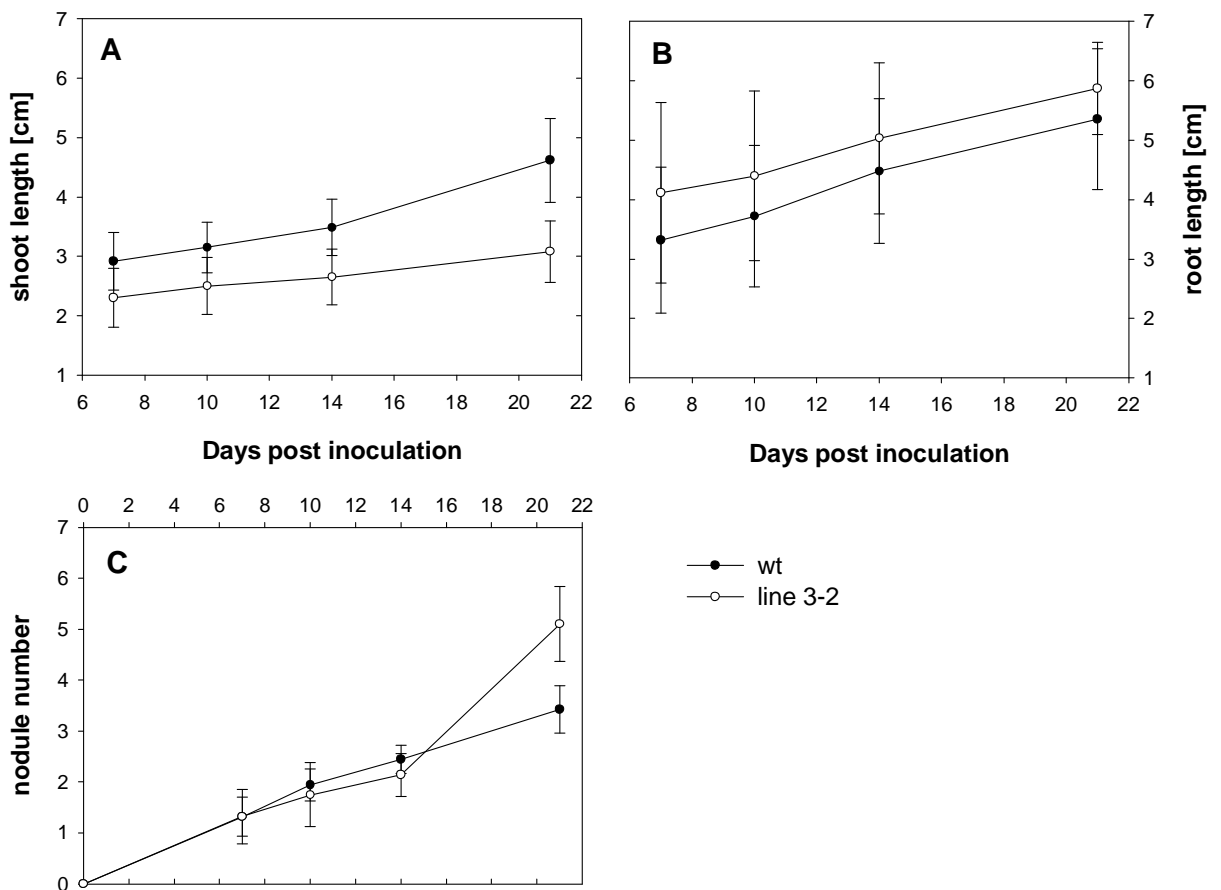 A
shoot length [cm]
7
6
5
4
3
2
1
6 8 10 12 14 16 18 20 22
Days post inoculation
B
root length [cm]
7
6
5
4
3
2
1
6 8 10 12 14 16 18 20 22
Days post inoculation
0 2 4 6 8 10 12 14 16 18 20 22
C
nodule number
7
6
5
4
3
2
1
0
wt
line 3-2